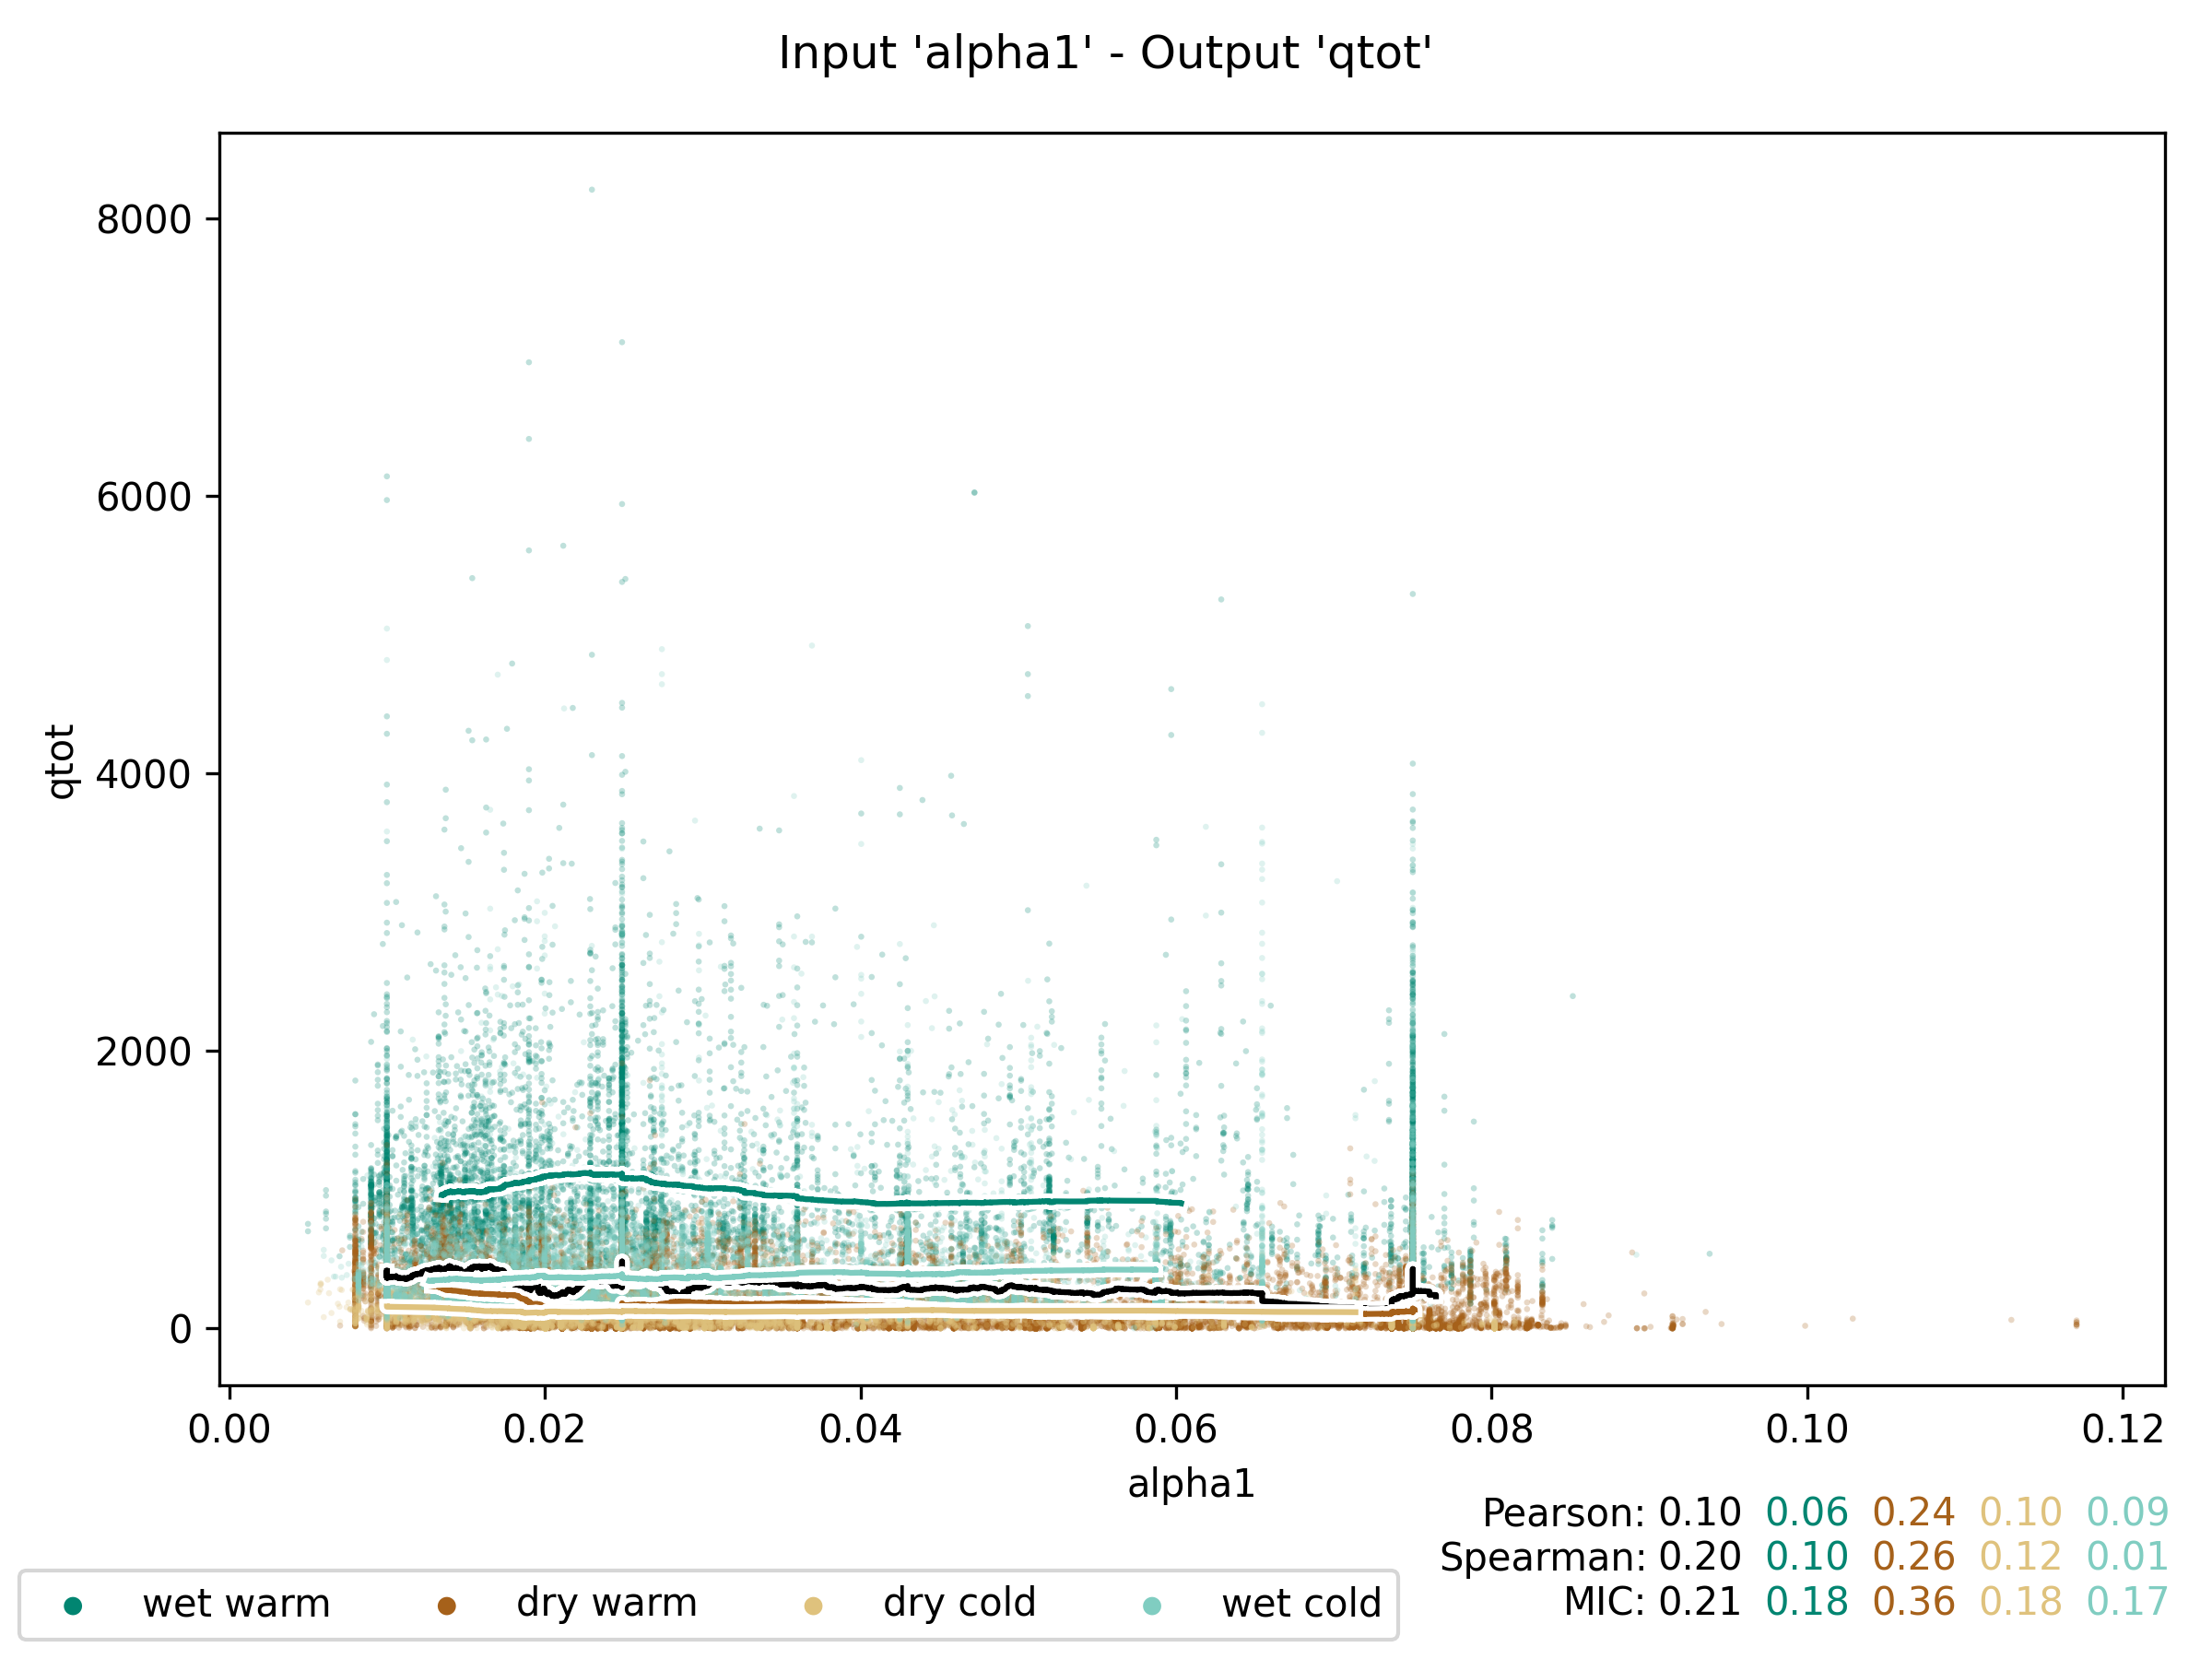 Input 'alpha1' - Output 'qtot'
8000
6000
4000
2000
0
qtot
0.00 0.02 0.04 0.06 0.08 0.10 0.12
alpha1
Pearson: 0.10 0.06 0.24 0.10 0.09
Spearman: 0.20 0.10 0.26 0.12 0.01
MIC: 0.21 0.18 0.36 0.18 0.17
wet warm dry warm dry cold wet cold